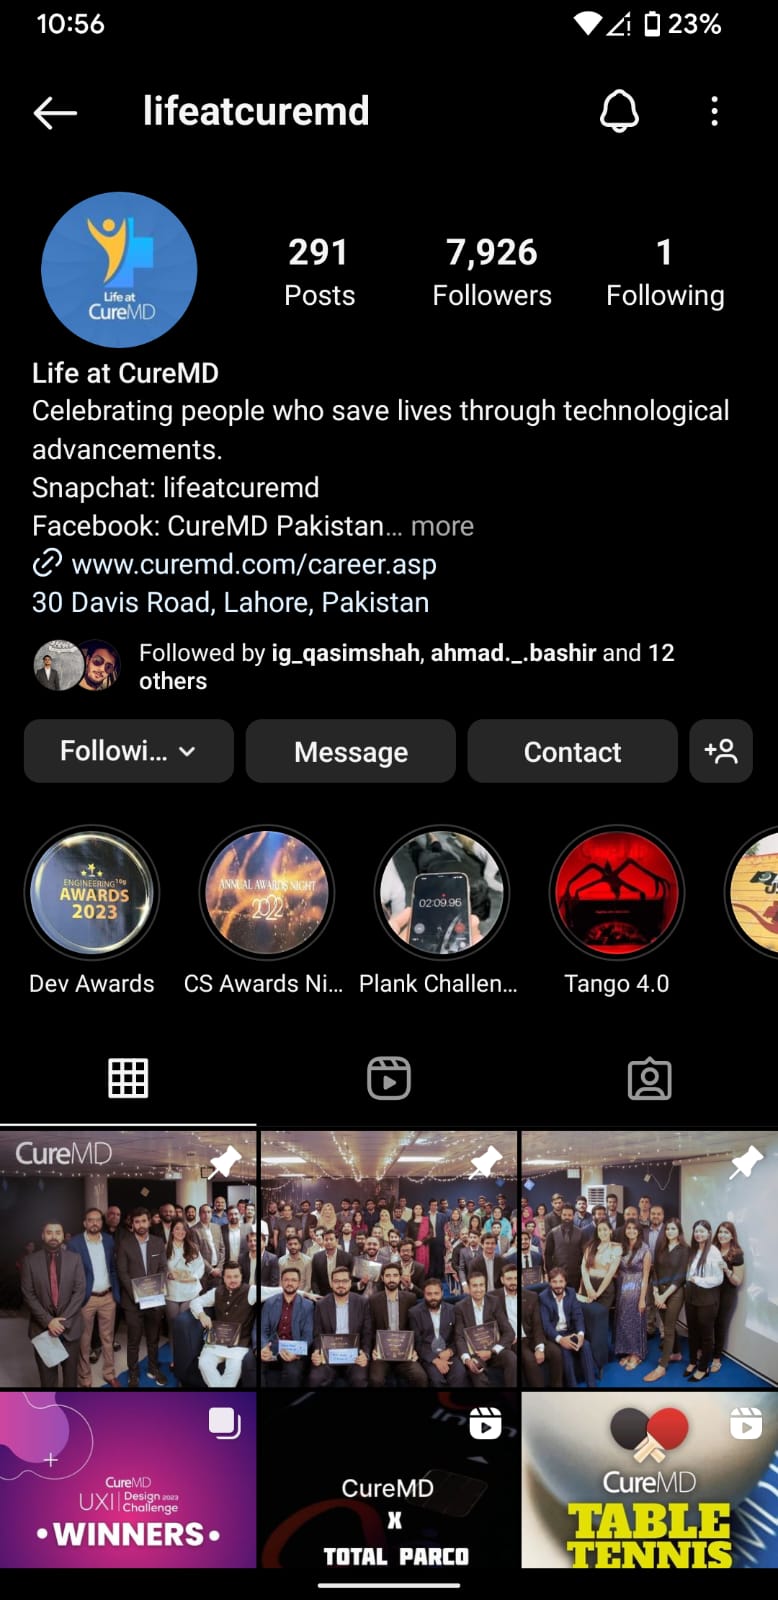 10:56
23%
lifeatcuremd
Life at
CureMD
291
Posts
7,926
Followers
1
Following
Life at CureMD
Celebrating people who save lives through technological
advancements.
Snapchat: lifeatcuremd
Facebook: CureMD Pakistan... more
www.curemd.com/career.asp
30 Davis Road, Lahore, Pakistan
Followed by ig_qasimshah, ahmad._.bashir and 12
others
Followi...
Message
Contact
ENGINEERING
AWARDS
2023
ANNUAL AWARDS NIGHT
2022
02:09.96
Dev Awards
CS Awards Ni...
Plank Challen...
Tango 4.0
CureMD
CureMD
UXI Design 2023
Challenge
• WINNERS •
CureMD
X
TOTAL PARCO
CureMD
TABLE
TENNIS